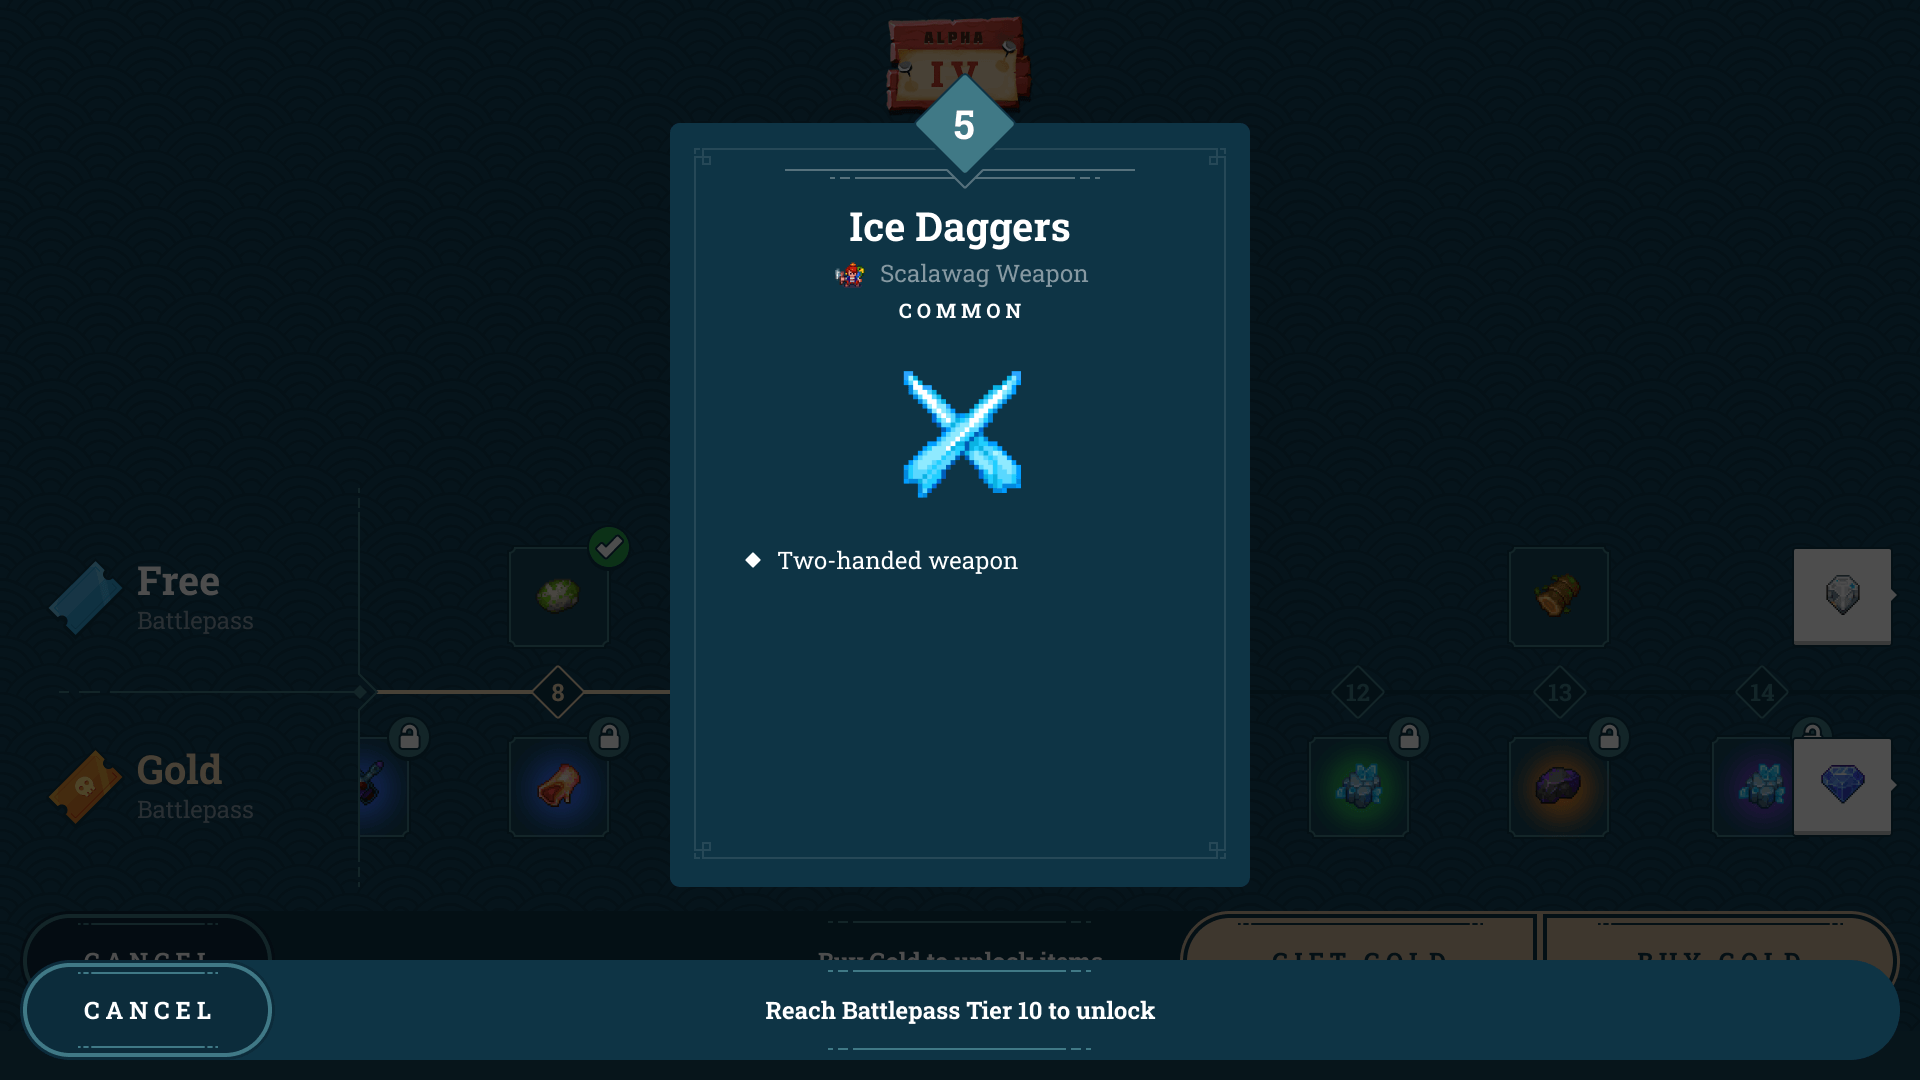 ALPHA
IV
5
Ice Daggers
Scalawag Weapon
COMMON
Two-handed weapon
Free
Battlepass
8
12
13
14
Gold
Battlepass
CANCEL
Buy Gold to unlock items
GIFT GOLD
BUY GOLD
CANCEL
Reach Battlepass Tier 10 to unlock